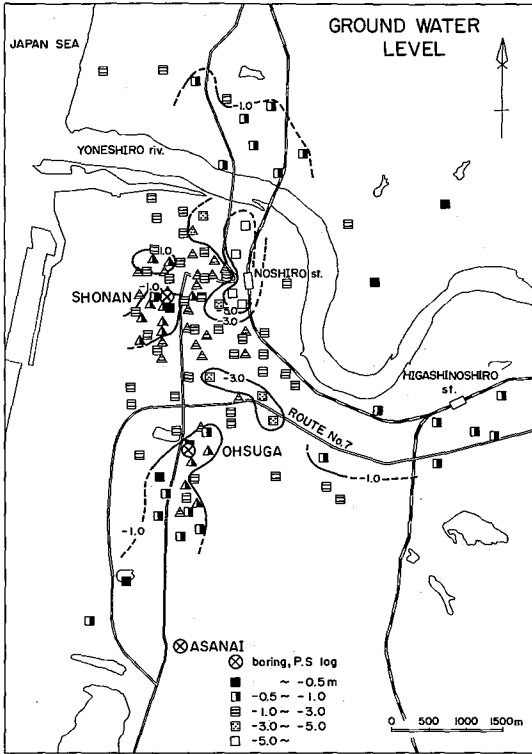 GROUND WATER
LEVEL
JAPAN SEA
-1.0
YONESHIRO riv.
-1.0
NOSHIRO st.
-1.0
SHONAN
-5.0
-3.0
-3.0
HIGASHINOSHIRO
st.
ROUTE No.7
OHSUGA
-1.0
-1.0
ASANAI
boring, P.S log
~ -0.5m
-0.5 ~ -1.0
-1.0 ~ -3.0
-3.0 ~ -5.0
-5.0 ~
0 500 1000 1500m